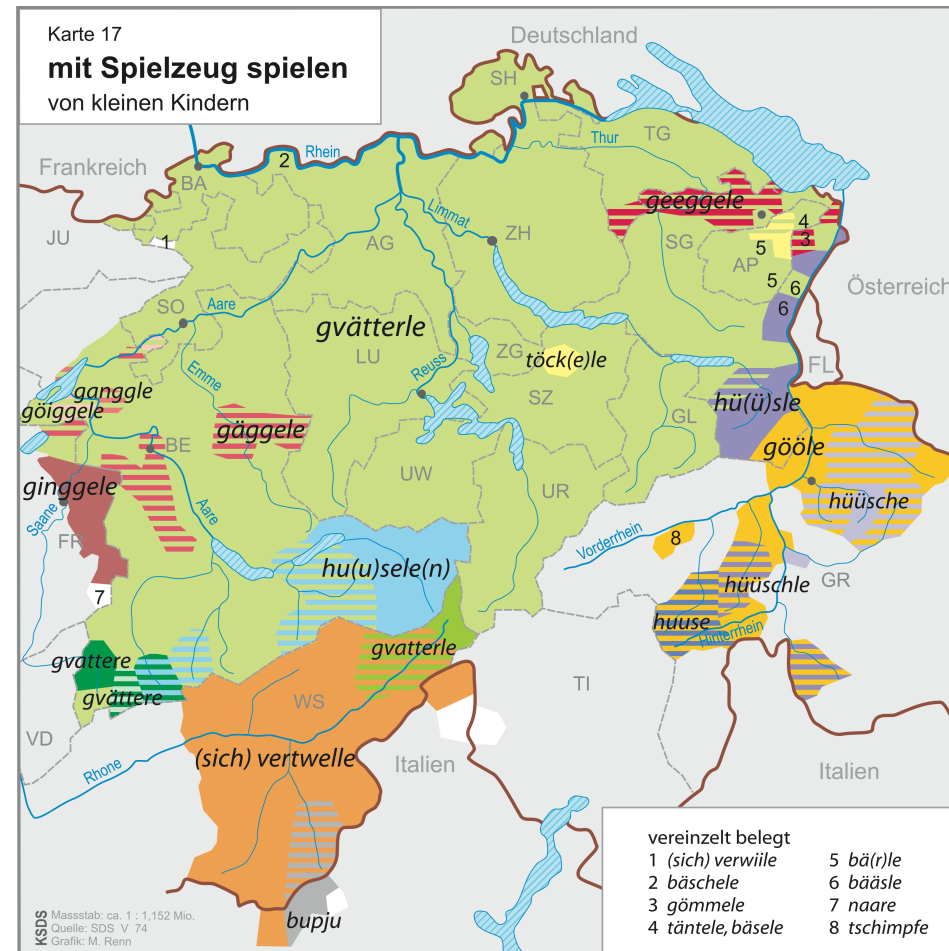 Karte 17
mit Spielzeug spielen
von kleinen Kindern
Deutschland
SH
Frankreich
2
Rhein
Thur
TG
BA
JU
1
AG
Limmat
ZH
geeggele
SG
4
5
3
AP
5
6
6
Österreich
SO
Aare
gvätterle
LU
Reuss
ZG
töck(e)le
SZ
GL
FL
hü(ü)sle
Emme
ganggle
göiggele
gäggele
BE
UW
UR
gööle
ginggele
Saane
FR
Aare
hüüsche
Vorderrhein
8
7
hu(u)sele(n)
hüüschle
GR
huuse
Hinterrhein
gvatterle
gvattere
gvättere
WS
TI
VD
Rhone
(sich) vertwelle
Italien
Italien
bupju
vereinzelt belegt
1 (sich) verwiile
2 bäschele
3 gömmele
4 täntele, bäsele
5 bä(r)le
6 bääsle
7 naare
8 tschimpfe
KSDS
Massstab: ca. 1 : 1,152 Mio.
Quelle: SDS V 74
Grafik: M. Renn